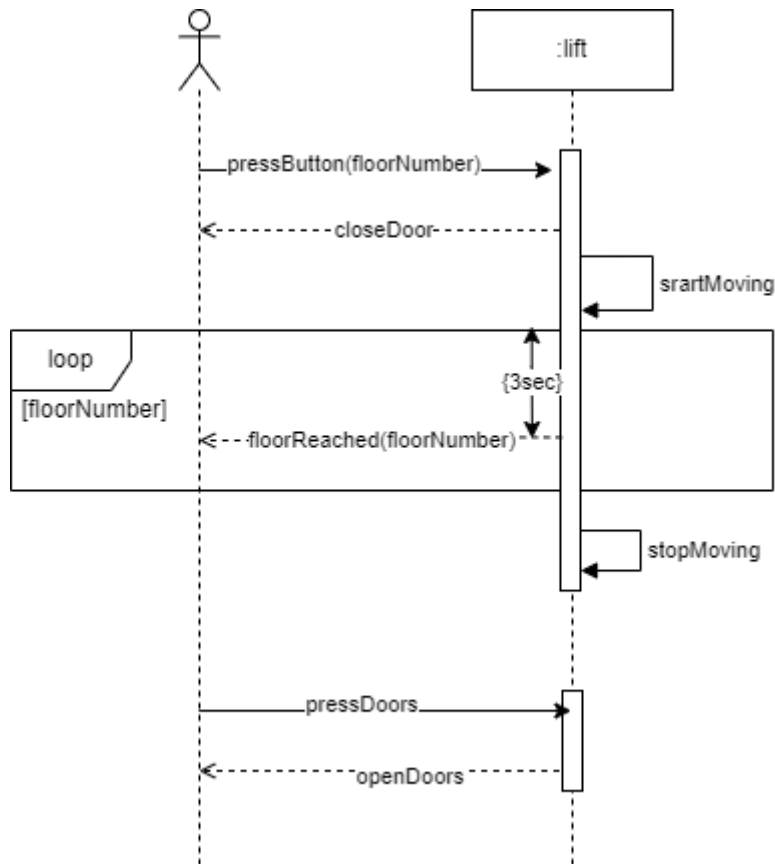 :lift
pressButton(floorNumber)
closeDoor
srartMoving
loop
{3sec}
[floorNumber]
floorReached(floorNumber)
stopMoving
pressDoors
openDoors